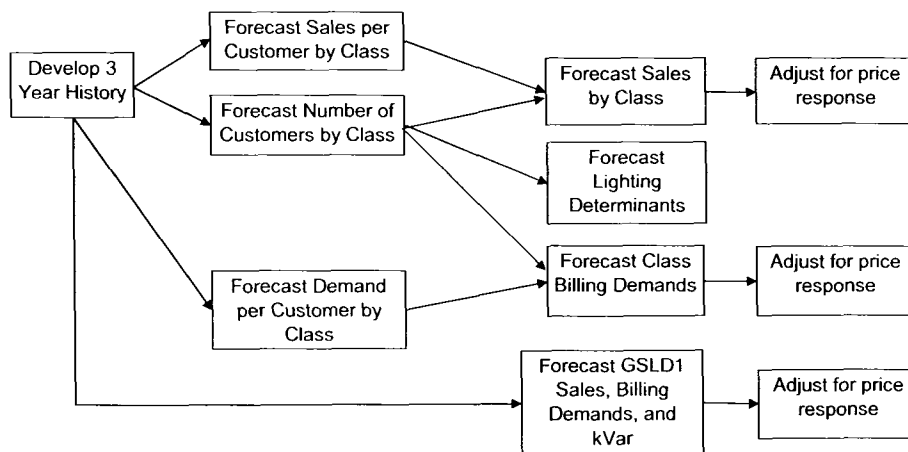 Develop 3
Year History
Forecast Sales per
Customer by Class
Forecast Number of
Customers by Class
Forecast Demand
per Customer by
Class
Forecast Sales
by Class
Forecast
Lighting
Determinants
Forecast Class
Billing Demands
Forecast GSLD1
Sales, Billing
Demands, and
kVar
Adjust for price
response
Adjust for price
response
Adjust for price
response